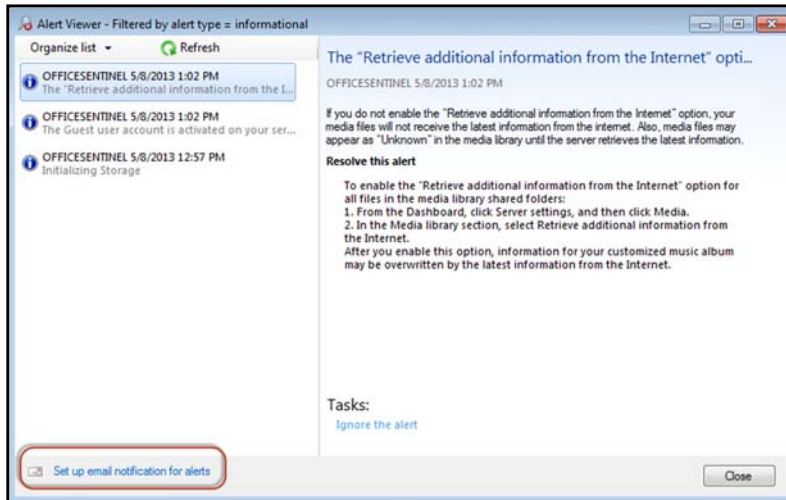 Alert Viewer - Filtered by alert type = informational
Organize list
Refresh
OFFICESENTINEL 5/8/2013 1:02 PM
The "Retrieve additional information from the I...
OFFICESENTINEL 5/8/2013 1:02 PM
The Guest user account is activated on your ser...
OFFICESENTINEL 5/8/2013 12:57 PM
Initializing Storage
The "Retrieve additional information from the Internet" opti...
OFFICESENTINEL 5/8/2013 1:02 PM
If you do not enable the "Retrieve additional information from the Internet" option, your
media files will not receive the latest information from the internet. Also, media files may
appear as "Unknown" in the media library until the server retrieves the latest information.
Resolve this alert
To enable the "Retrieve additional information from the Internet" option for
all files in the media library shared folders:
1. From the Dashboard, click Server settings, and then click Media.
2. In the Media library section, select Retrieve additional information from
the Internet.
After you enable this option, information for your customized music album
may be overwritten by the latest information from the Internet.
Tasks:
Ignore the alert
Set up email notification for alerts
Close